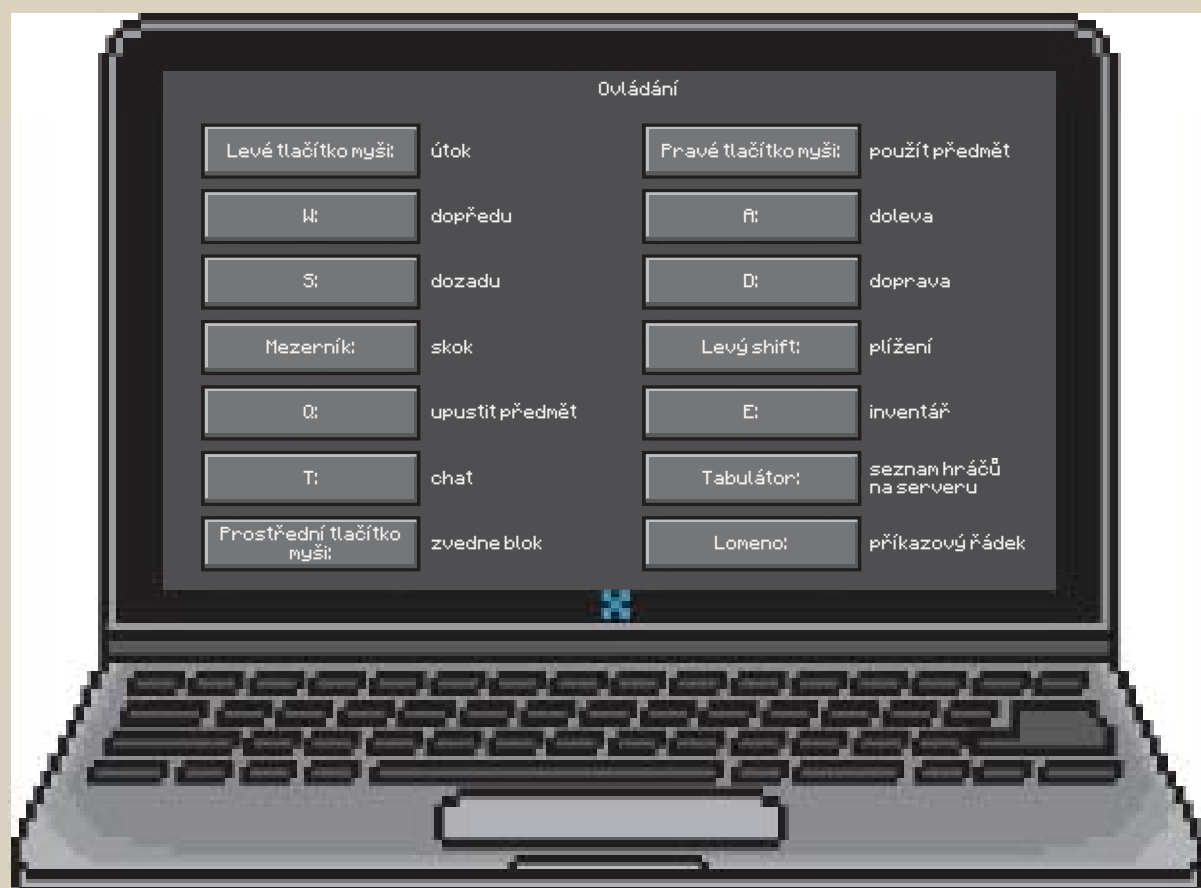 Ovládání
Levé tlačítko myši: útok
Pravé tlačítko myši: použít předmět
W: dopředu
A: doleva
S: dozadu
D: doprava
Mezerník: skok
Levý shift: plížení
Q: upustit předmět
E: inventář
T: chat
Tabulátor: seznam hráčů
na serveru
Prostřední tlačítko
myši: zvedne blok
Lomeno: příkazový řádek